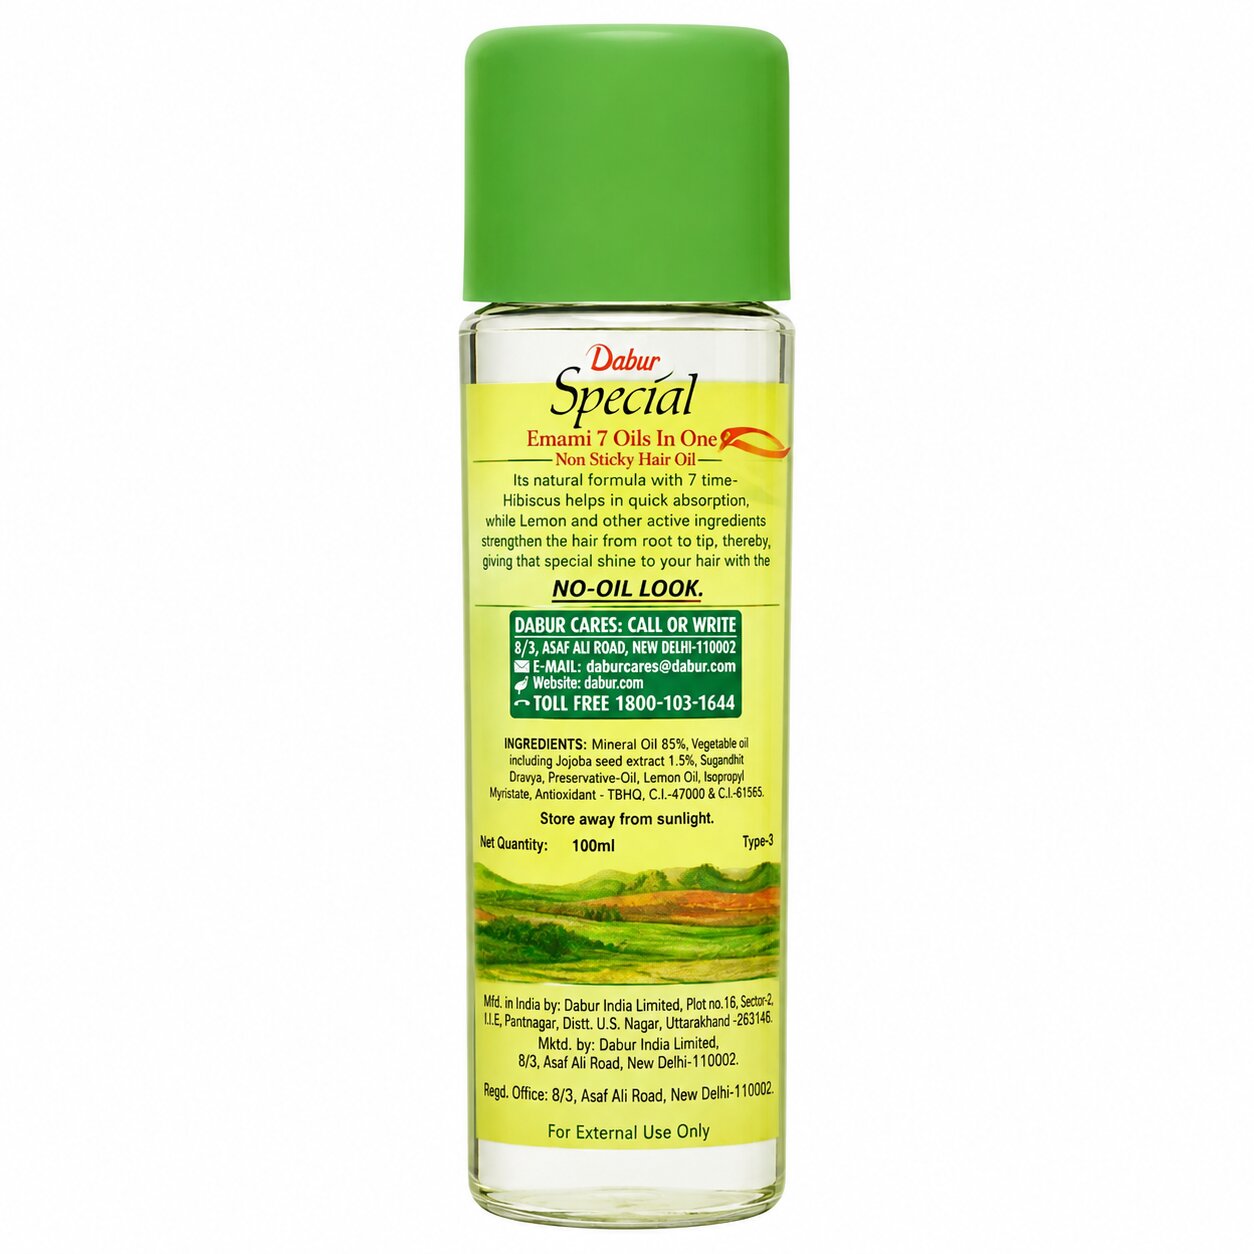 Dabur
Special
Emami 7 Oils In One
Non Sticky Hair Oil
Its natural formula with 7 time-
Hibiscus helps in quick absorption,
while Lemon and other active ingredients
strengthen the hair from root to tip, thereby,
giving that special shine to your hair with the
NO-OIL LOOK.
DABUR CARES: CALL OR WRITE
8/3, ASAF ALI ROAD, NEW DELHI-110002
E-MAIL: daburcares@dabur.com
Website: dabur.com
TOLL FREE 1800-103-1644
INGREDIENTS: Mineral Oil 85%, Vegetable oil
including Jojoba seed extract 1.5%, Sugandhit
Dravya, Preservative-Oil, Lemon Oil, Isopropyl
Myristate, Antioxidant - TBHQ, C.I.-47000 & C.I.-61565.
Store away from sunlight.
Net Quantity: 100ml Type-3
Mfd. in India by: Dabur India Limited, Plot no.16, Sector-2,
I.I.E, Pantnagar, Distt. U.S. Nagar, Uttarakhand -263146.
Mktd. by: Dabur India Limited,
8/3, Asaf Ali Road, New Delhi-110002.
Regd. Office: 8/3, Asaf Ali Road, New Delhi-110002.
For External Use Only